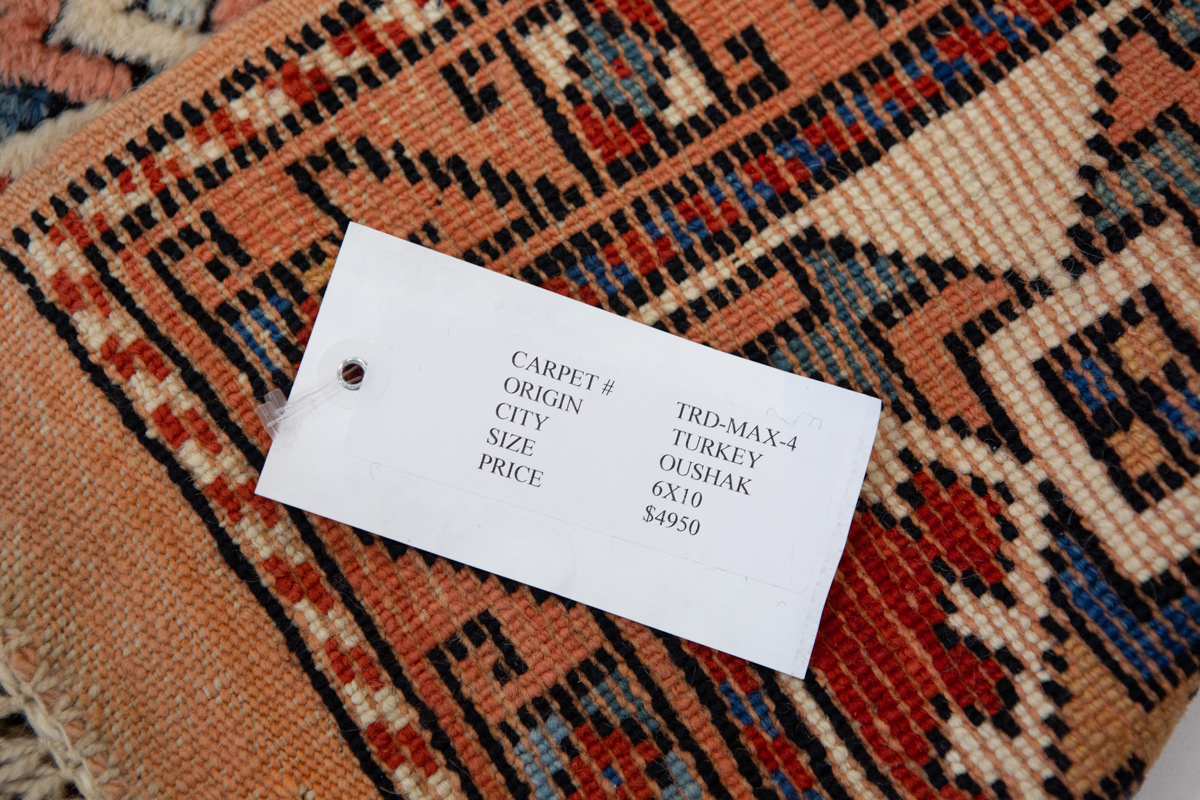 CARPET # TRD-MAX-4
ORIGIN TURKEY
CITY OUSHAK
SIZE 6X10
PRICE $4950